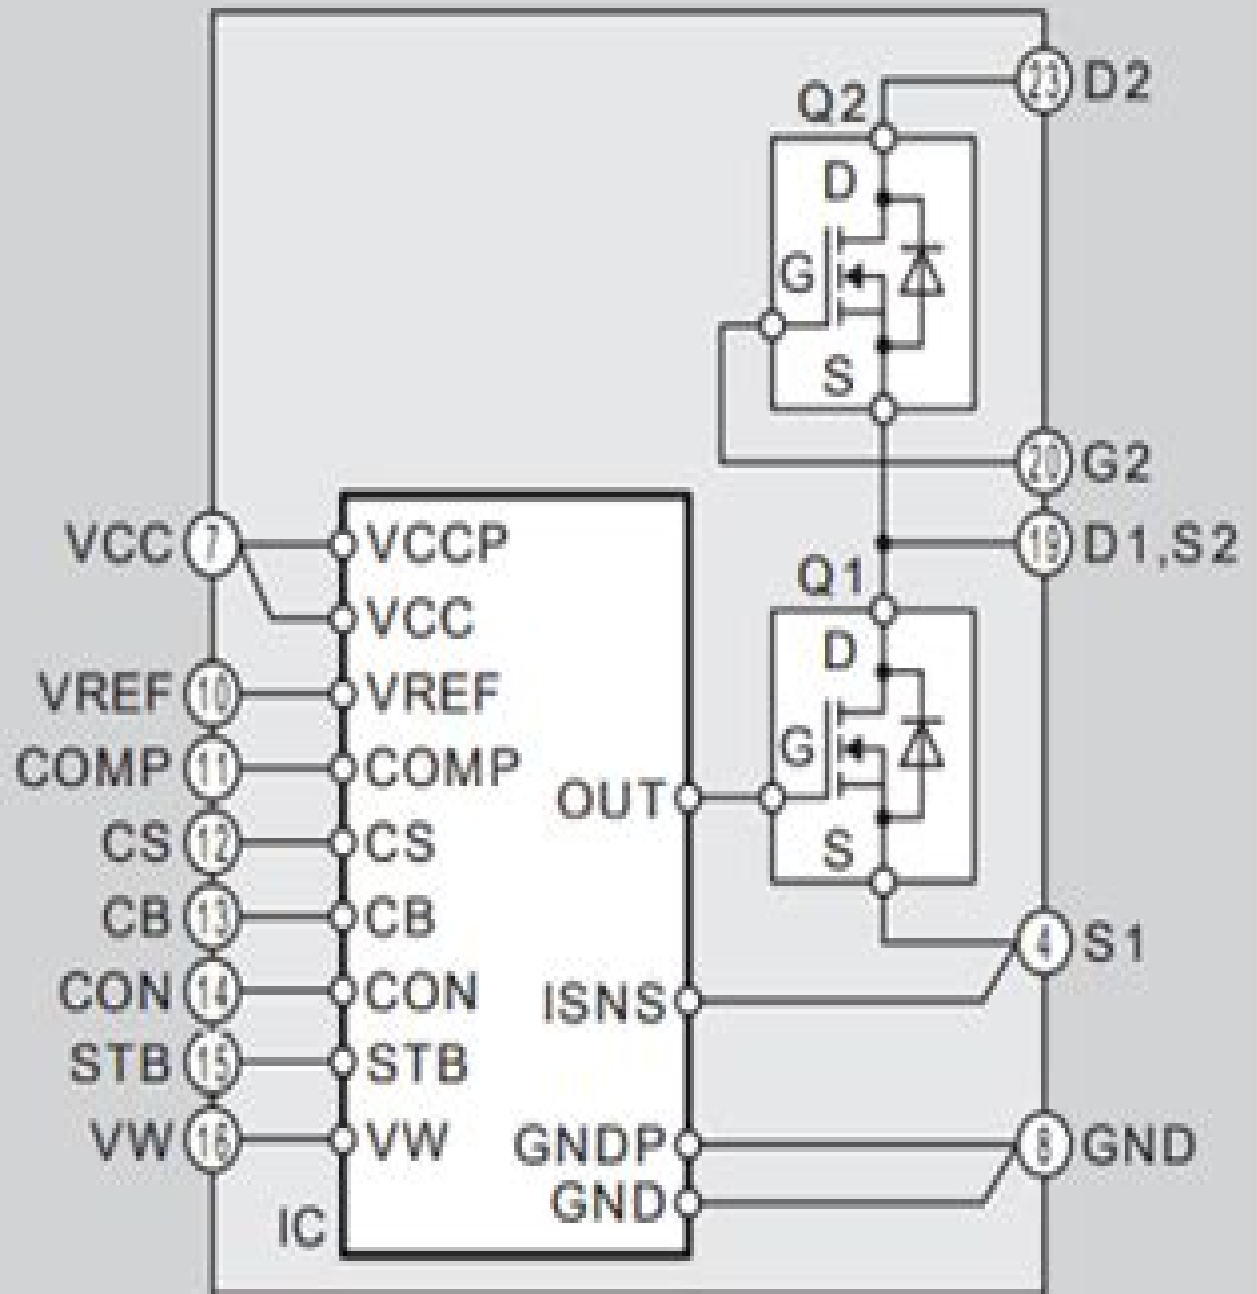 23 D2
Q2
D
G
S
20 G2
VCC 7 VCCP
19 D1,S2
Q1
VCC
D
VREF 10 VREF
G
COMP 11 COMP
OUT
CS 12 CS
S
CB 13 CB
4 S1
CON 14 CON
ISNS
STB 15 STB
VW 16 VW
GNDP
GND
IC
GND